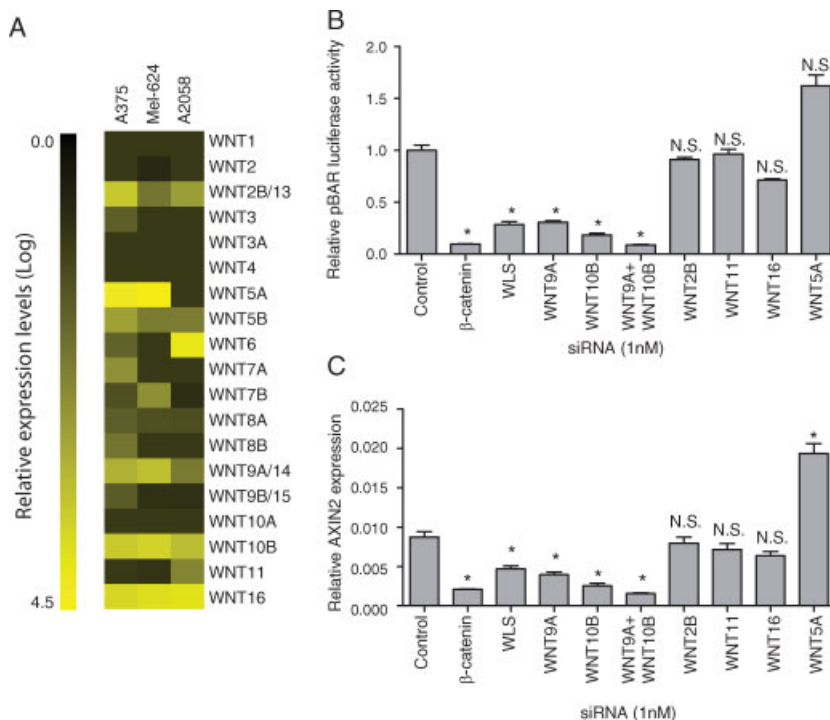 A
A375
Mel-624
A2058
0.0
Relative expression levels (Log)
4.5
WNT1
WNT2
WNT2B/13
WNT3
WNT3A
WNT4
WNT5A
WNT5B
WNT6
WNT7A
WNT7B
WNT8A
WNT8B
WNT9A/14
WNT9B/15
WNT10A
WNT10B
WNT11
WNT16
B
Relative pBAR luciferase activity
2.0
1.5
1.0
0.5
0.0
*
*
*
*
*
N.S.
N.S.
N.S.
N.S.
Control
β-catenin
WLS
WNT9A
WNT10B
WNT9A+
WNT10B
WNT2B
WNT11
WNT16
WNT5A
siRNA (1nM)
C
Relative AXIN2 expression
0.025
0.020
0.015
0.010
0.005
0.000
*
*
*
*
*
N.S.
N.S.
N.S.
*
Control
β-catenin
WLS
WNT9A
WNT10B
WNT9A+
WNT10B
WNT2B
WNT11
WNT16
WNT5A
siRNA (1nM)